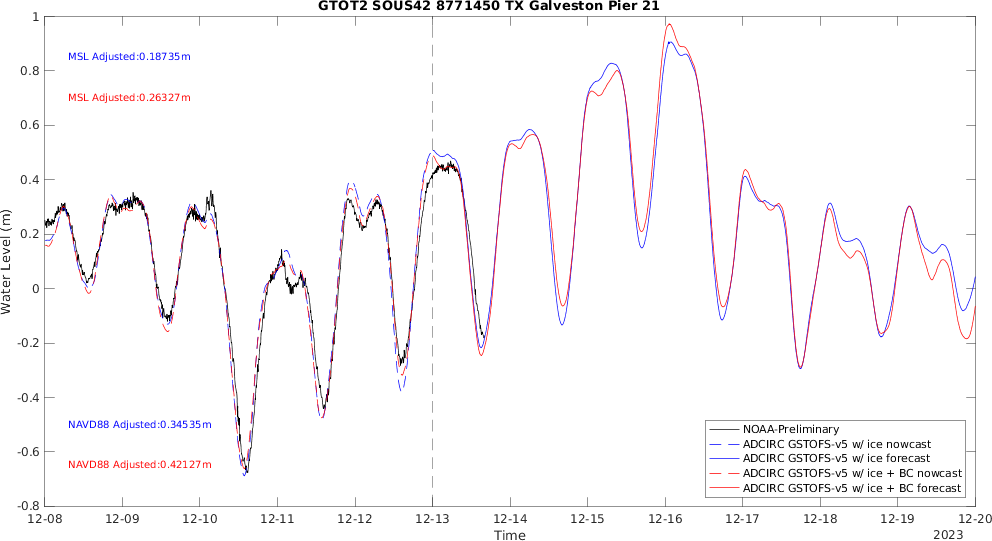 GTOT2 SOUS42 8771450 TX Galveston Pier 21
MSL Adjusted:0.18735m
MSL Adjusted:0.26327m
NAVD88 Adjusted:0.34535m
NAVD88 Adjusted:0.42127m
Water Level (m)
1
0.8
0.6
0.4
0.2
0
-0.2
-0.4
-0.6
-0.8
NOAA-Preliminary
ADCIRC GSTOFS-v5 w/ ice nowcast
ADCIRC GSTOFS-v5 w/ ice forecast
ADCIRC GSTOFS-v5 w/ ice + BC nowcast
ADCIRC GSTOFS-v5 w/ ice + BC forecast
12-08 12-09 12-10 12-11 12-12 12-13 12-14 12-15 12-16 12-17 12-18 12-19 12-20
Time
2023